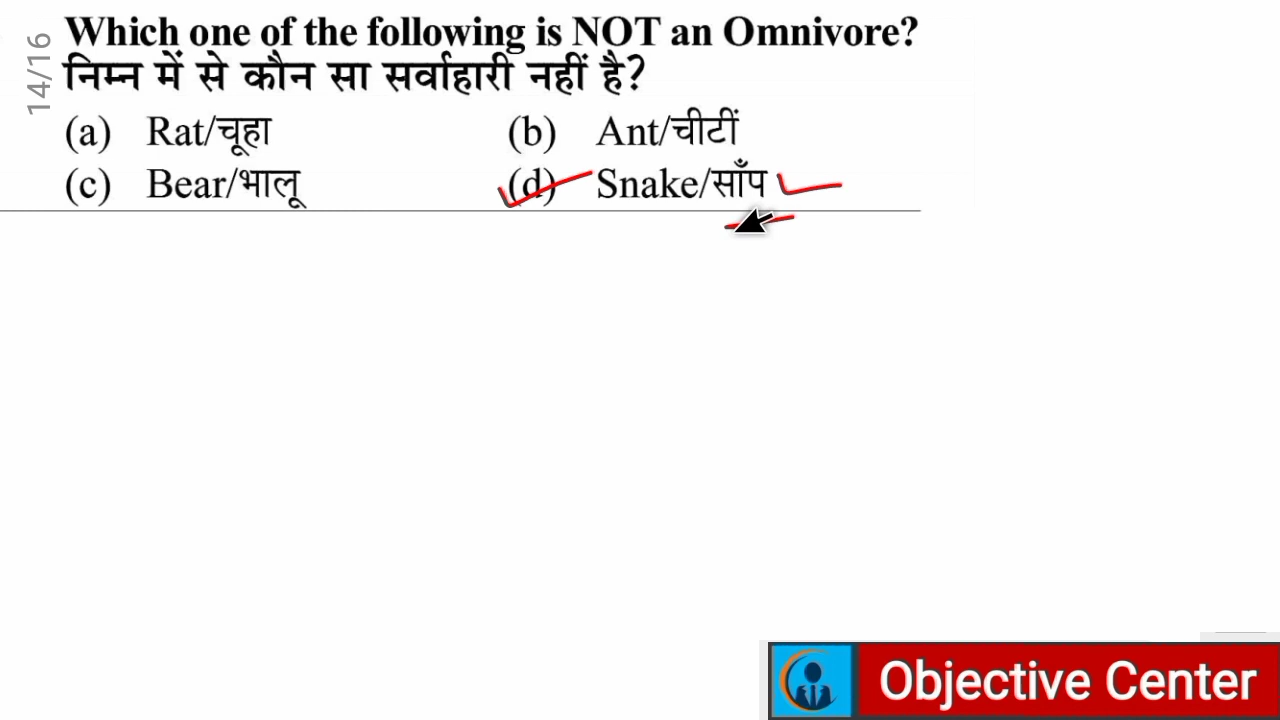 Which one of the following is NOT an Omnivore?
निम्न में से कौन सा सर्वाहारी नहीं है?
(a) Rat/चूहा (b) Ant/चीटीं
(c) Bear/भालू (d) Snake/साँप
14/16
Objective Center